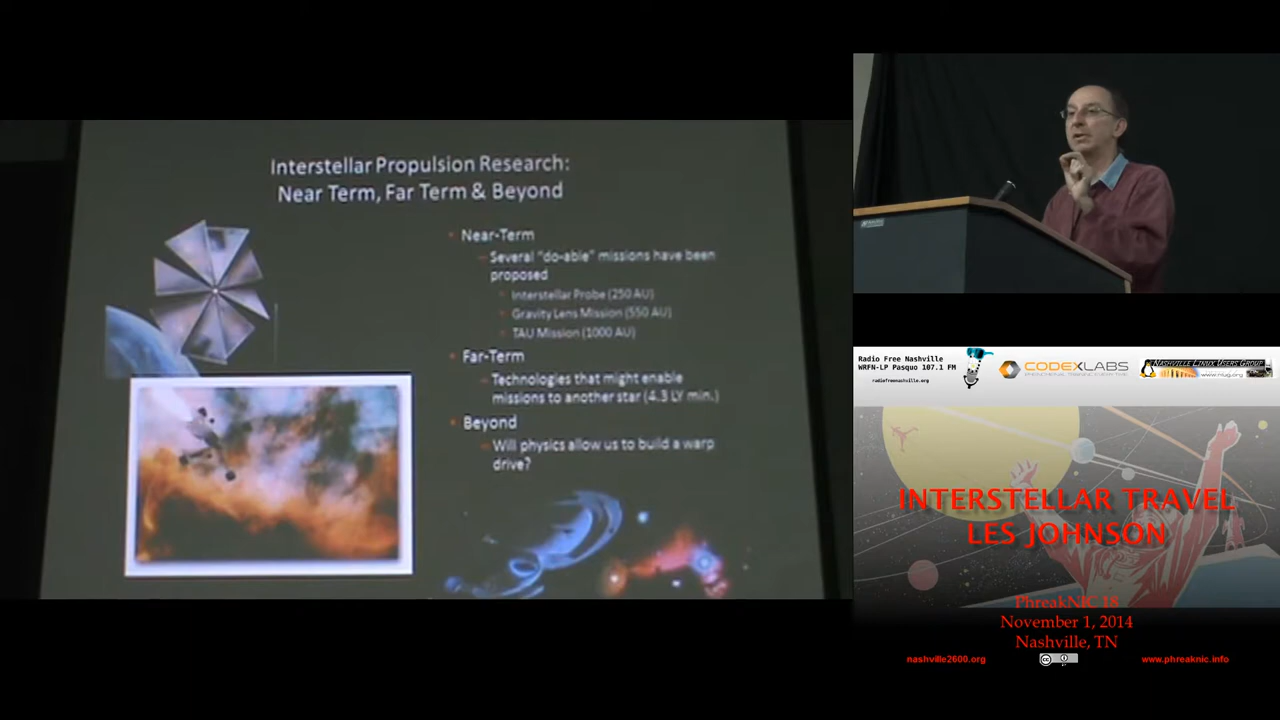 Interstellar Propulsion Research:
Near Term, Far Term & Beyond
Near-Term
Several "do-able" missions have been
proposed
Interstellar Probe (250 AU)
Gravity Lens Mission (550 AU)
TAU Mission (1000 AU)
Far-Term
Technologies that might enable
missions to another star (4.3 LY min.)
Beyond
Will physics allow us to build a warp
drive?
Radio Free Nashville
WRFN-LP Pasquo 107.1 FM
radiofreenashville.org
CODEXLABS
NASHVILLE LINUX USERS GROUP
www.nlug.org
INTERSTELLAR TRAVEL
LES JOHNSON
PhreakNIC 18
November 1, 2014
Nashville, TN
nashville2600.org
cc
www.phreaknic.info